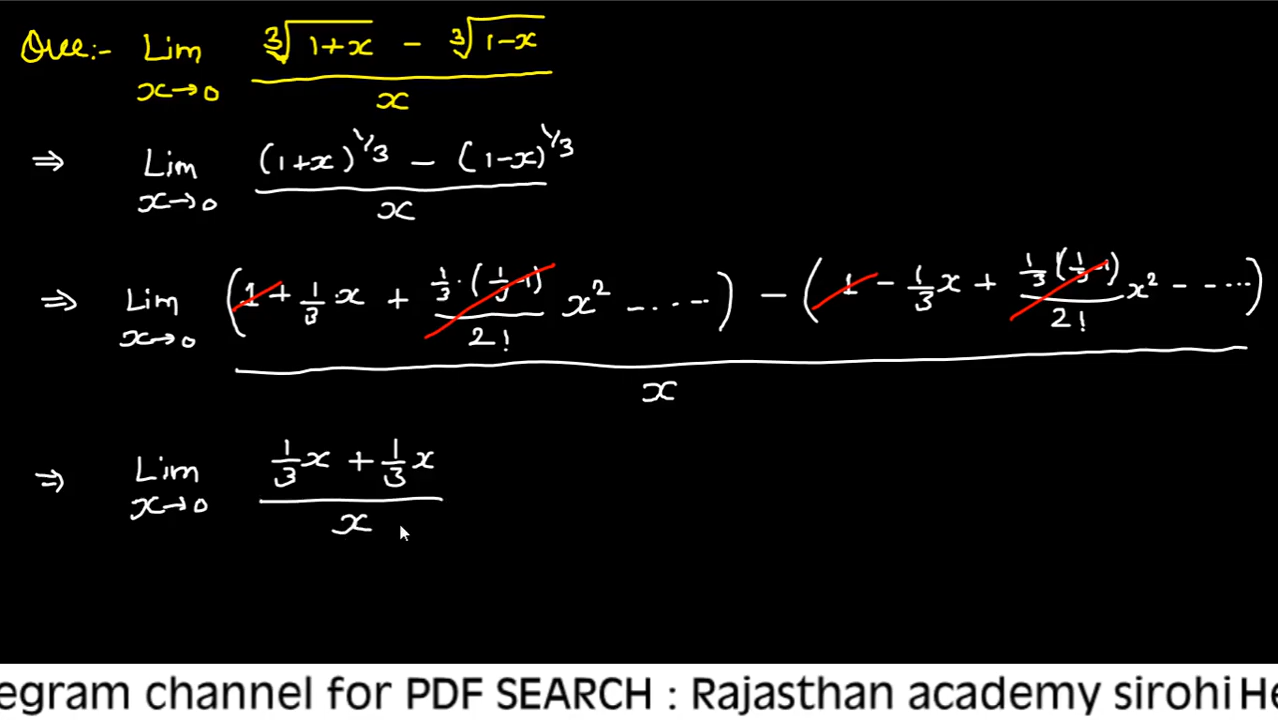 Que:- Lim x→0 ∛(1+x) - ∛(1-x) / x
⇒ Lim x→0 (1+x)^1/3 - (1-x)^1/3 / x
⇒ Lim x→0 (1 + 1/3 x + 1/3·(1/3-1)/2! x² -....-) - (1 - 1/3 x + 1/3(1/3-1)/2! x² - - ....) / x
⇒ Lim x→0 1/3 x + 1/3 x / x
egram channel for PDF SEARCH : Rajasthan academy sirohi He